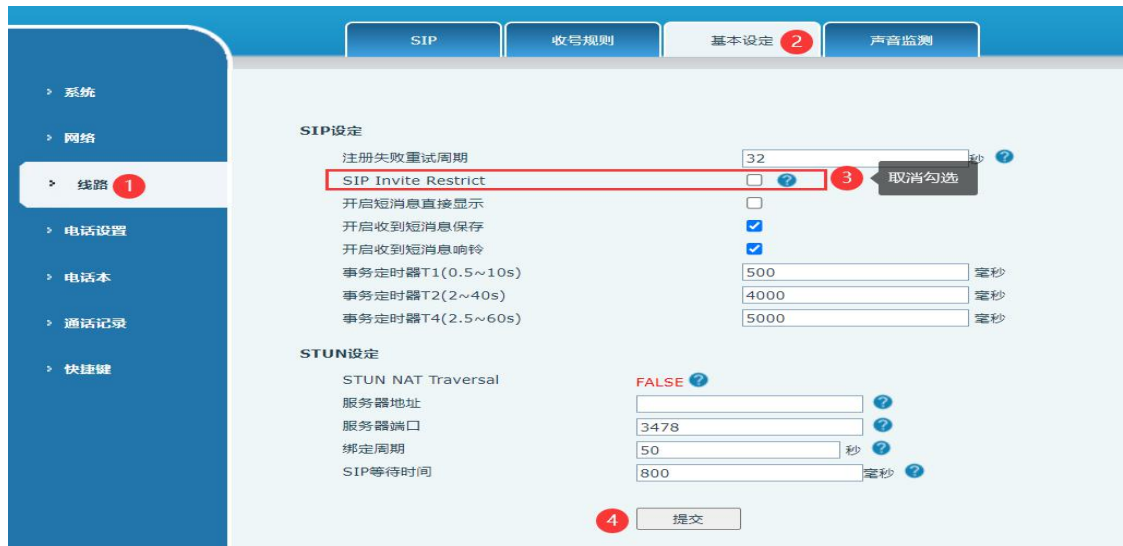 SIP 收号规则 基本设定 2 声音监测
系统
网络
线路 1
电话设置
电话本
通话记录
快捷键
SIP设定
注册失败重试周期 32 秒 ?
SIP Invite Restrict ? 3 取消勾选
开启短消息直接显示
开启收到短消息保存
开启收到短消息响铃
事务定时器T1(0.5~10s) 500 毫秒
事务定时器T2(2~40s) 4000 毫秒
事务定时器T4(2.5~60s) 5000 毫秒
STUN设定
STUN NAT Traversal FALSE ?
服务器地址 ?
服务器端口 3478 ?
绑定周期 50 秒 ?
SIP等待时间 800 毫秒 ?
4 提交